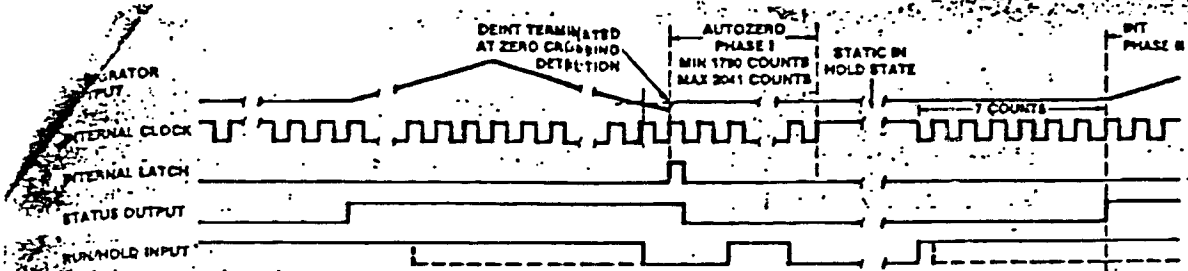 DEINT TERMINATED
AT ZERO CROSSING
DETECTION
AUTOZERO
PHASE I
MIN 1790 COUNTS
MAX 2041 COUNTS
STATIC IN
HOLD STATE
INT
PHASE II
7 COUNTS
INTERNAL CLOCK
INTERNAL LATCH
STATUS OUTPUT
RUN/HOLD INPUT